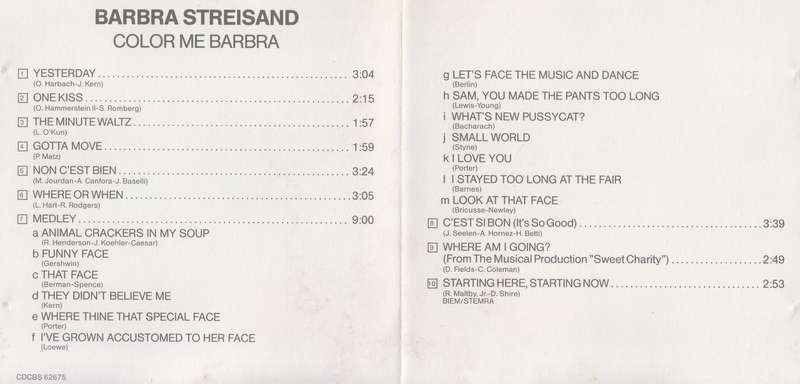 BARBRA STREISAND
COLOR ME BARBRA
1 YESTERDAY 3:04
(O. Harbach-J. Kern)
2 ONE KISS 2:15
(O. Hammerstein II-S. Romberg)
3 THE MINUTE WALTZ 1:57
(L. O'Kun)
4 GOTTA MOVE 1:59
(P. Matz)
5 NON C'EST BIEN 3:24
(M. Jourdan-A. Canfora-J. Baselli)
6 WHERE OR WHEN 3:05
(L. Hart-R. Rodgers)
7 MEDLEY 9:00
a ANIMAL CRACKERS IN MY SOUP
(R. Henderson-J. Koehler-Caesar)
b FUNNY FACE
(Gershwin)
c THAT FACE
(Berman-Spence)
d THEY DIDN'T BELIEVE ME
(Kern)
e WHERE THINE THAT SPECIAL FACE
(Porter)
f I'VE GROWN ACCUSTOMED TO HER FACE
(Loewe)
CDCBS 62675
g LET'S FACE THE MUSIC AND DANCE
(Berlin)
h SAM, YOU MADE THE PANTS TOO LONG
(Lewis-Young)
i WHAT'S NEW PUSSYCAT?
(Bacharach)
j SMALL WORLD
(Styne)
k I LOVE YOU
(Porter)
l I STAYED TOO LONG AT THE FAIR
(Barnes)
m LOOK AT THAT FACE
(Bricusse-Newley)
8 C'EST SI BON (It's So Good) 3:39
(J. Seelen-A. Hornez-H. Betti)
9 WHERE AM I GOING?
(From The Musical Production "Sweet Charity") 2:49
(D. Fields-C. Coleman)
10 STARTING HERE, STARTING NOW 2:53
(R. Maltby, Jr.-D. Shire)
BIEM/STEMRA